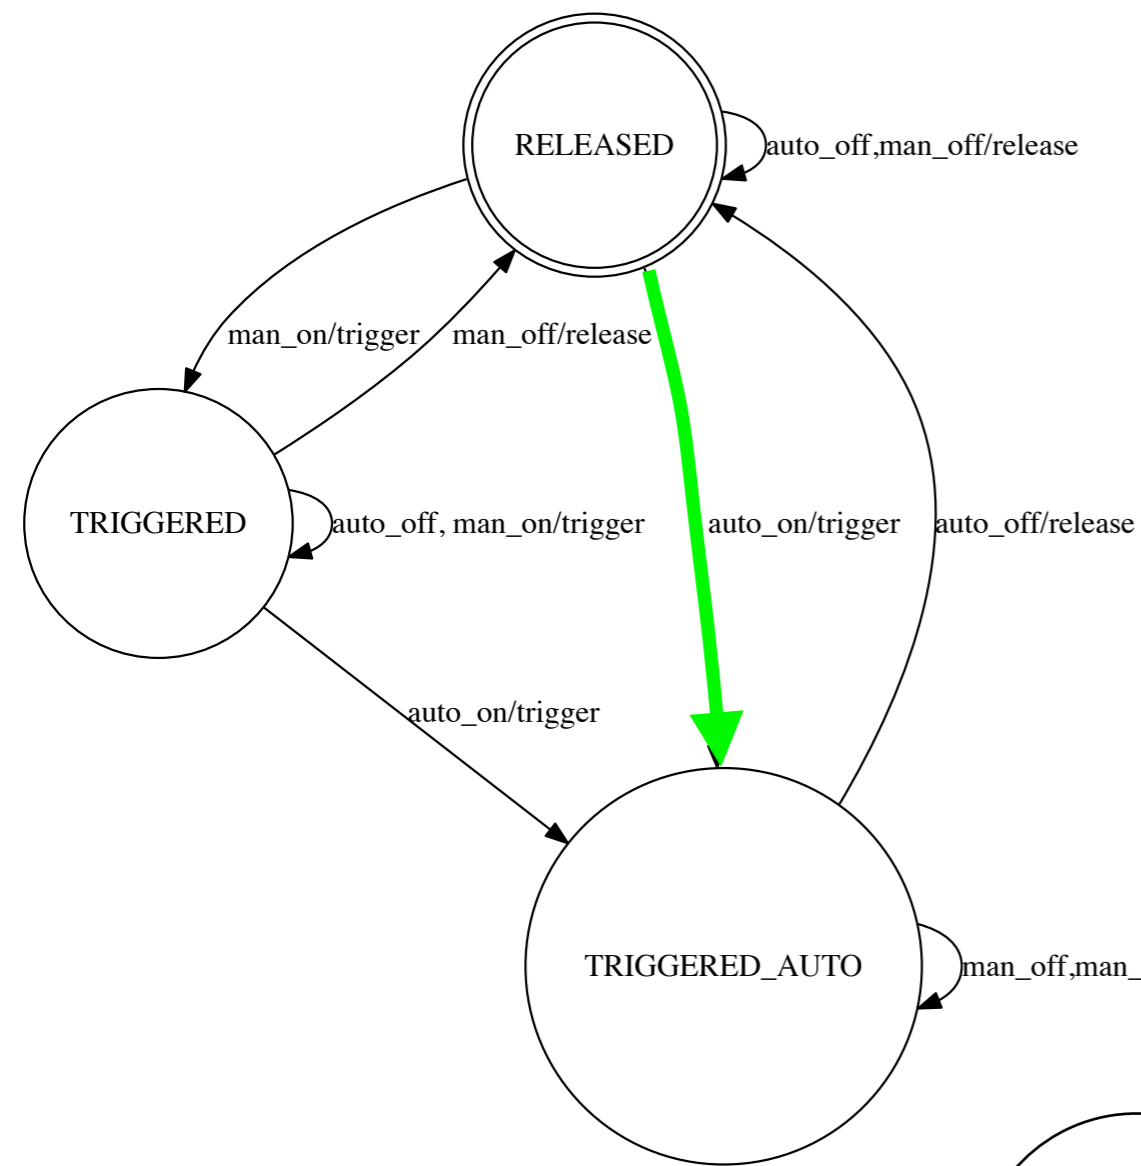 RELEASED
auto_off,man_off/release
man_on/trigger
man_off/release
TRIGGERED
auto_off, man_on/trigger
auto_on/trigger
auto_off/release
auto_on/trigger
TRIGGERED_AUTO
man_off,man_